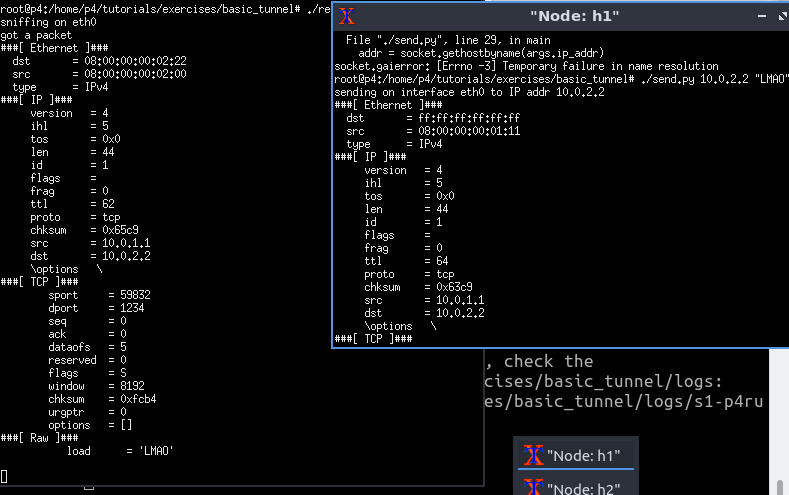 root@p4:/home/p4/tutorials/exercises/basic_tunnel# ./re
sniffing on eth0
got a packet
###[ Ethernet ]###
dst = 08:00:00:00:02:22
src = 08:00:00:00:02:00
type = IPv4
###[ IP ]###
version = 4
ihl = 5
tos = 0x0
len = 44
id = 1
flags =
frag = 0
ttl = 62
proto = tcp
chksum = 0x65c9
src = 10.0.1.1
dst = 10.0.2.2
\options \
###[ TCP ]###
sport = 59832
dport = 1234
seq = 0
ack = 0
dataofs = 5
reserved = 0
flags = S
window = 8192
chksum = 0xfcb4
urgptr = 0
options = []
###[ Raw ]###
load = 'LMAO'
"Node: h1"
File "./send.py", line 29, in main
addr = socket.gethostbyname(args.ip_addr)
socket.gaierror: [Errno -3] Temporary failure in name resolution
root@p4:/home/p4/tutorials/exercises/basic_tunnel# ./send.py 10.0.2.2 "LMAO"
sending on interface eth0 to IP addr 10.0.2.2
###[ Ethernet ]###
dst = ff:ff:ff:ff:ff:ff
src = 08:00:00:00:01:11
type = IPv4
###[ IP ]###
version = 4
ihl = 5
tos = 0x0
len = 44
id = 1
flags =
frag = 0
ttl = 64
proto = tcp
chksum = 0x63c9
src = 10.0.1.1
dst = 10.0.2.2
\options \
###[ TCP ]###
, check the
cises/basic_tunnel/logs:
es/basic_tunnel/logs/s1-p4ru
"Node: h1"
"Node: h2"